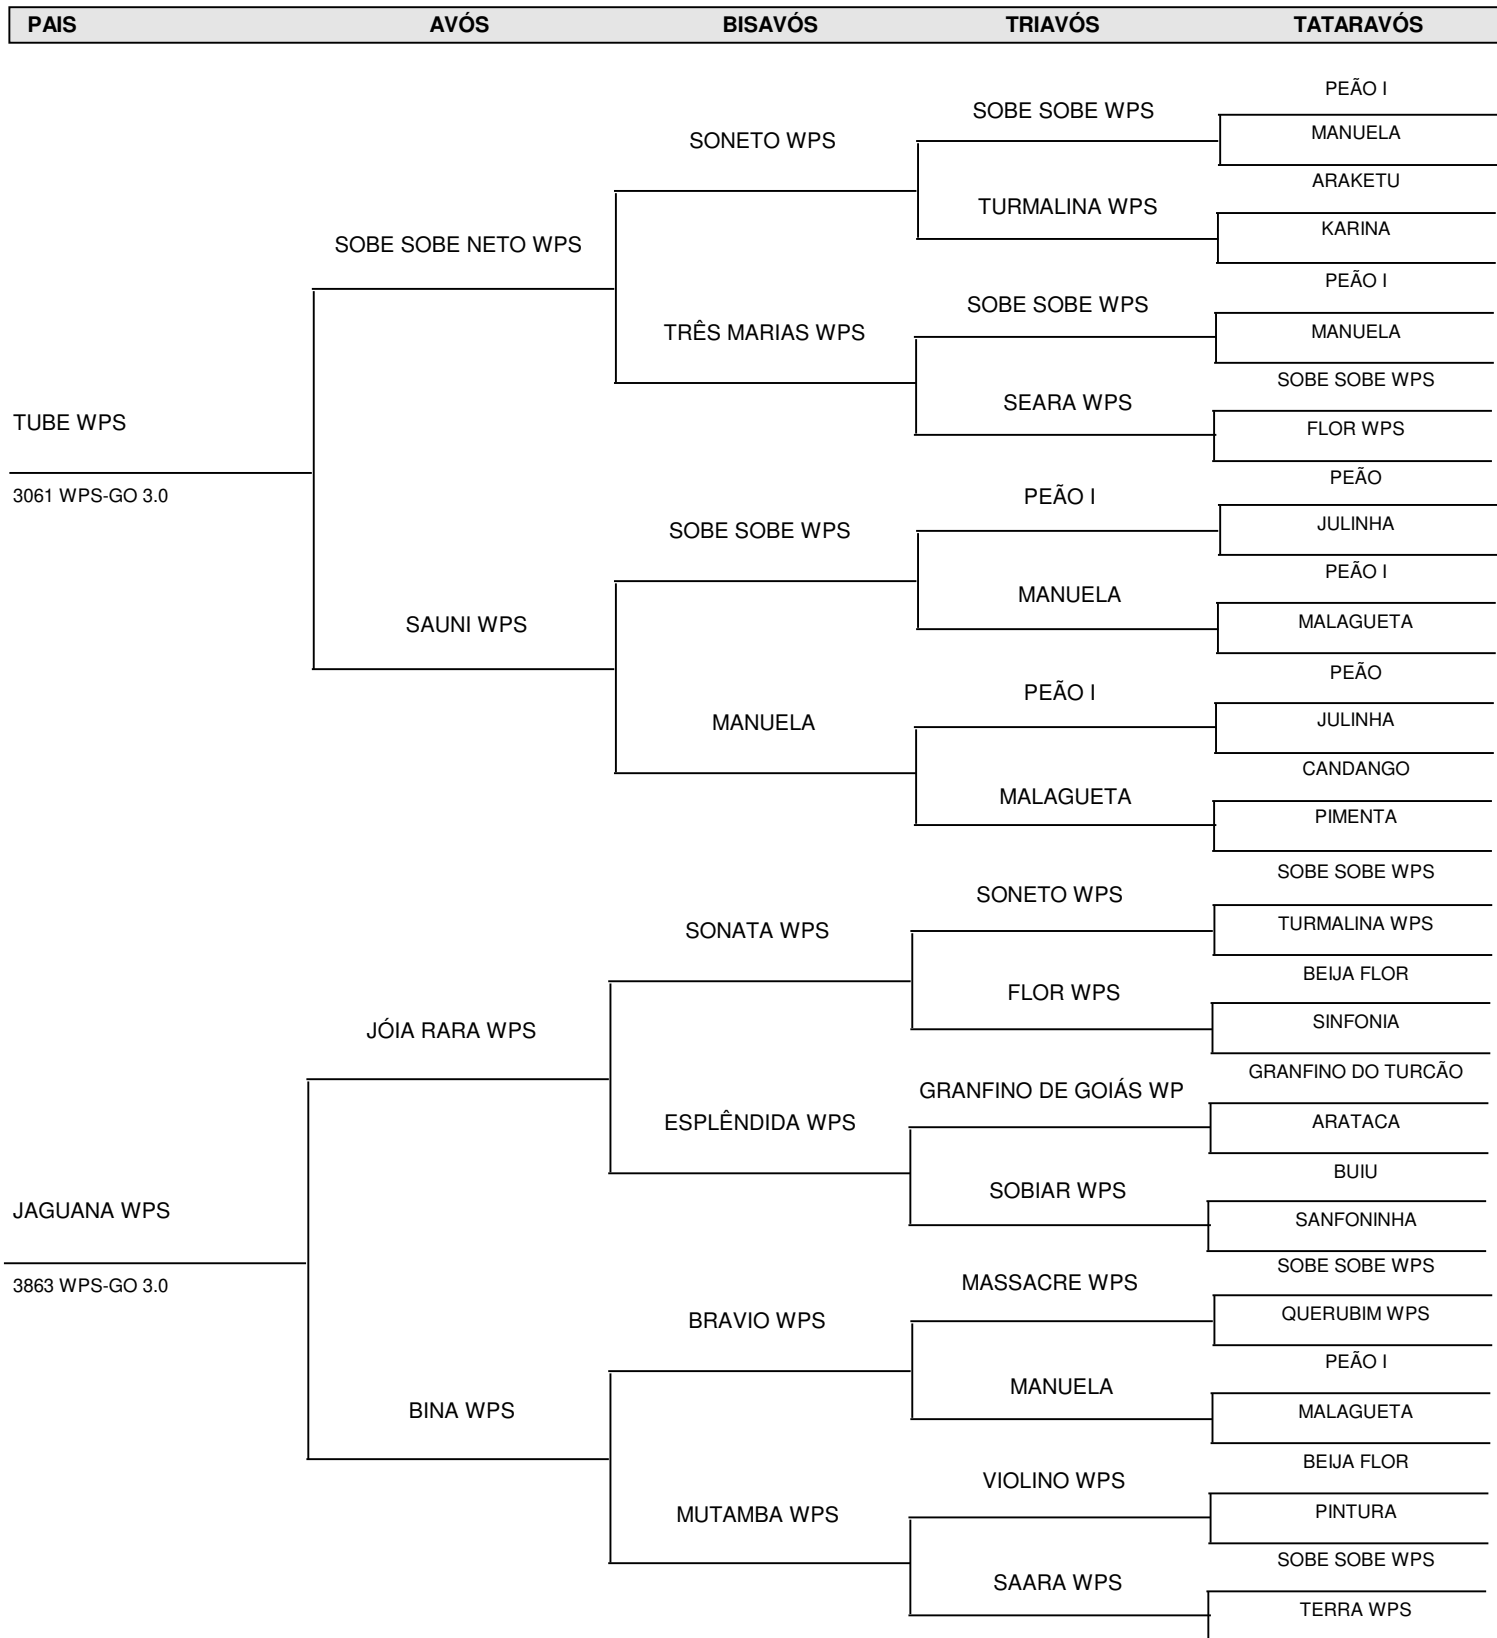 PAIS AVÓS BISAVÓS TRIAVÓS TATARAVÓS
PEÃO I
SOBE SOBE WPS
MANUELA
SONETO WPS
ARAKETU
TURMALINA WPS
KARINA
SOBE SOBE NETO WPS
PEÃO I
SOBE SOBE WPS
TRÊS MARIAS WPS
MANUELA
SOBE SOBE WPS
SEARA WPS
TUBE WPS
FLOR WPS
3061 WPS-GO 3.0
PEÃO
PEÃO I
JULINHA
SOBE SOBE WPS
PEÃO I
MANUELA
SAUNI WPS
MALAGUETA
PEÃO
PEÃO I
MANUELA
JULINHA
CANDANGO
MALAGUETA
PIMENTA
SOBE SOBE WPS
SONETO WPS
SONATA WPS
TURMALINA WPS
BEIJA FLOR
FLOR WPS
JÓIA RARA WPS
SINFONIA
GRANFINO DO TURCÃO
GRANFINO DE GOIÁS WP
ESPLÊNDIDA WPS
ARATACA
BUIU
SOBIAR WPS
JAGUANA WPS
SANFONINHA
SOBE SOBE WPS
3863 WPS-GO 3.0
MASSACRE WPS
BRAVIO WPS
QUERUBIM WPS
PEÃO I
MANUELA
BINA WPS
MALAGUETA
BEIJA FLOR
VIOLINO WPS
MUTAMBA WPS
PINTURA
SOBE SOBE WPS
SAARA WPS
TERRA WPS